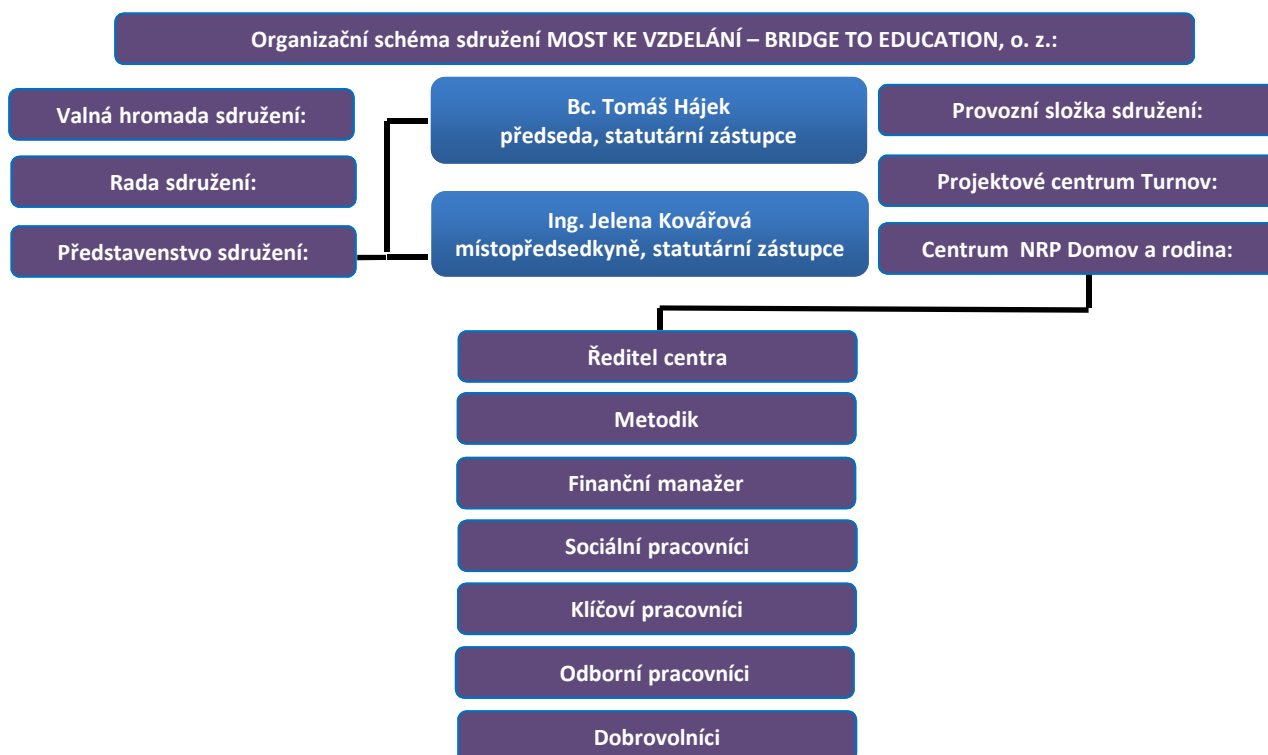 Organizační schéma sdružení MOST KE VZDELÁNÍ – BRIDGE TO EDUCATION, o. z.:
Valná hromada sdružení:
Rada sdružení:
Představenstvo sdružení:
Bc. Tomáš Hájek
předseda, statutární zástupce
Ing. Jelena Kovářová
místopředsedkyně, statutární zástupce
Provozní složka sdružení:
Projektové centrum Turnov:
Centrum NRP Domov a rodina:
Ředitel centra
Metodik
Finanční manažer
Sociální pracovníci
Klíčoví pracovníci
Odborní pracovníci
Dobrovolníci